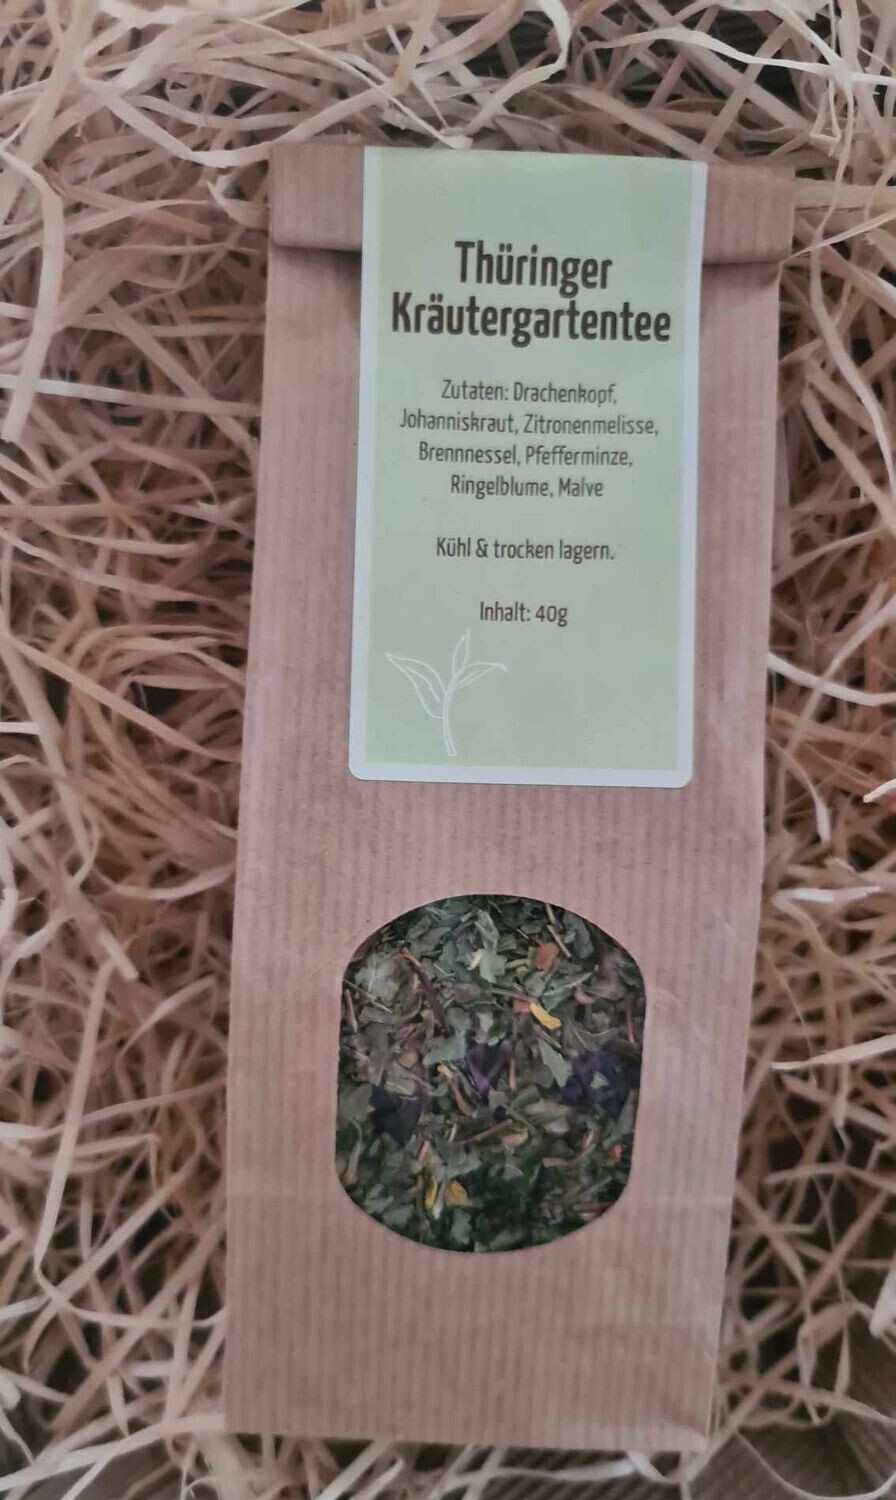 Thüringer
Kräutergartentee
Zutaten: Drachenkopf,
Johanniskraut, Zitronenmelisse,
Brennnessel, Pfefferminze,
Ringelblume, Malve
Kühl & trocken lagern.
Inhalt: 40g